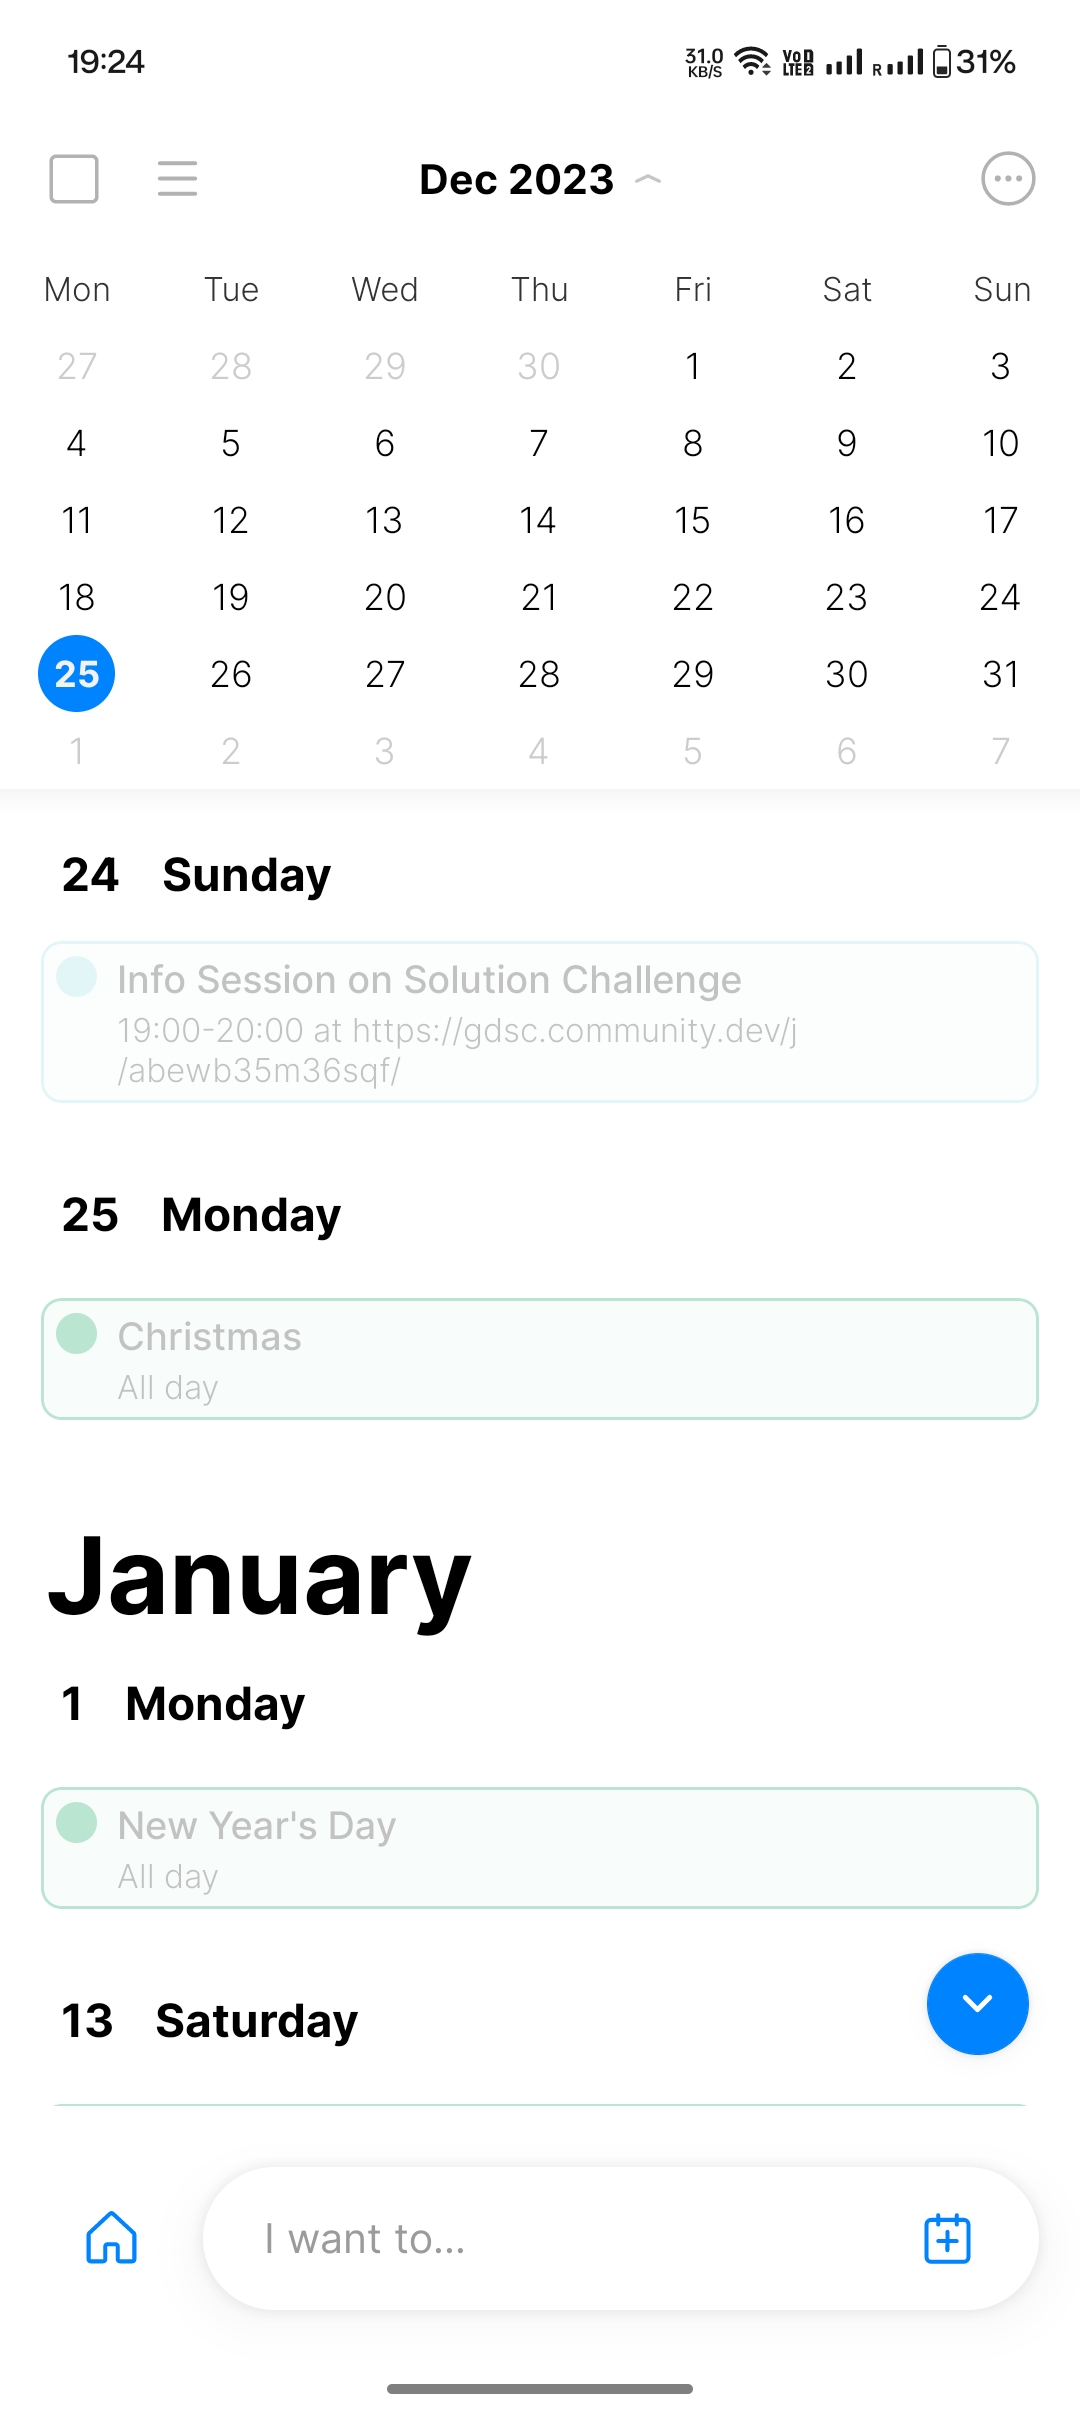 19:24 31.0 KB/S VoD LTE2 R 31%
Dec 2023
Mon Tue Wed Thu Fri Sat Sun
27 28 29 30 1 2 3
4 5 6 7 8 9 10
11 12 13 14 15 16 17
18 19 20 21 22 23 24
25 26 27 28 29 30 31
1 2 3 4 5 6 7
24 Sunday
Info Session on Solution Challenge
19:00-20:00 at https://gdsc.community.dev/j
/abewb35m36sqf/
25 Monday
Christmas
All day
January
1 Monday
New Year's Day
All day
13 Saturday
I want to...